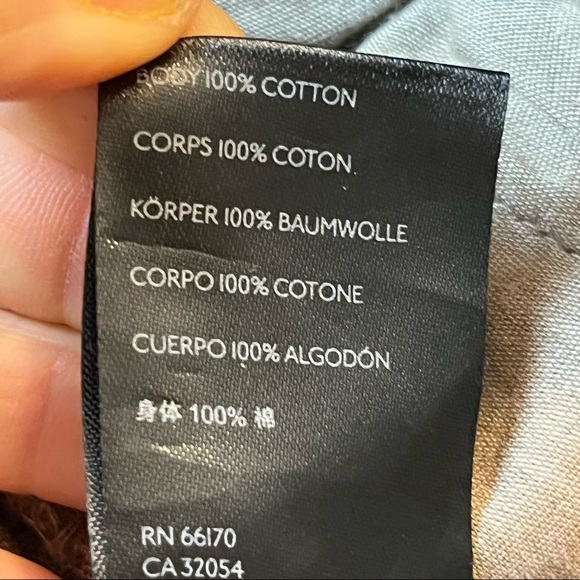 BODY 100% COTTON
CORPS 100% COTON
KÖRPER 100% BAUMWOLLE
CORPO 100% COTONE
CUERPO 100% ALGODÓN
身体 100% 棉
RN 66170
CA 32054